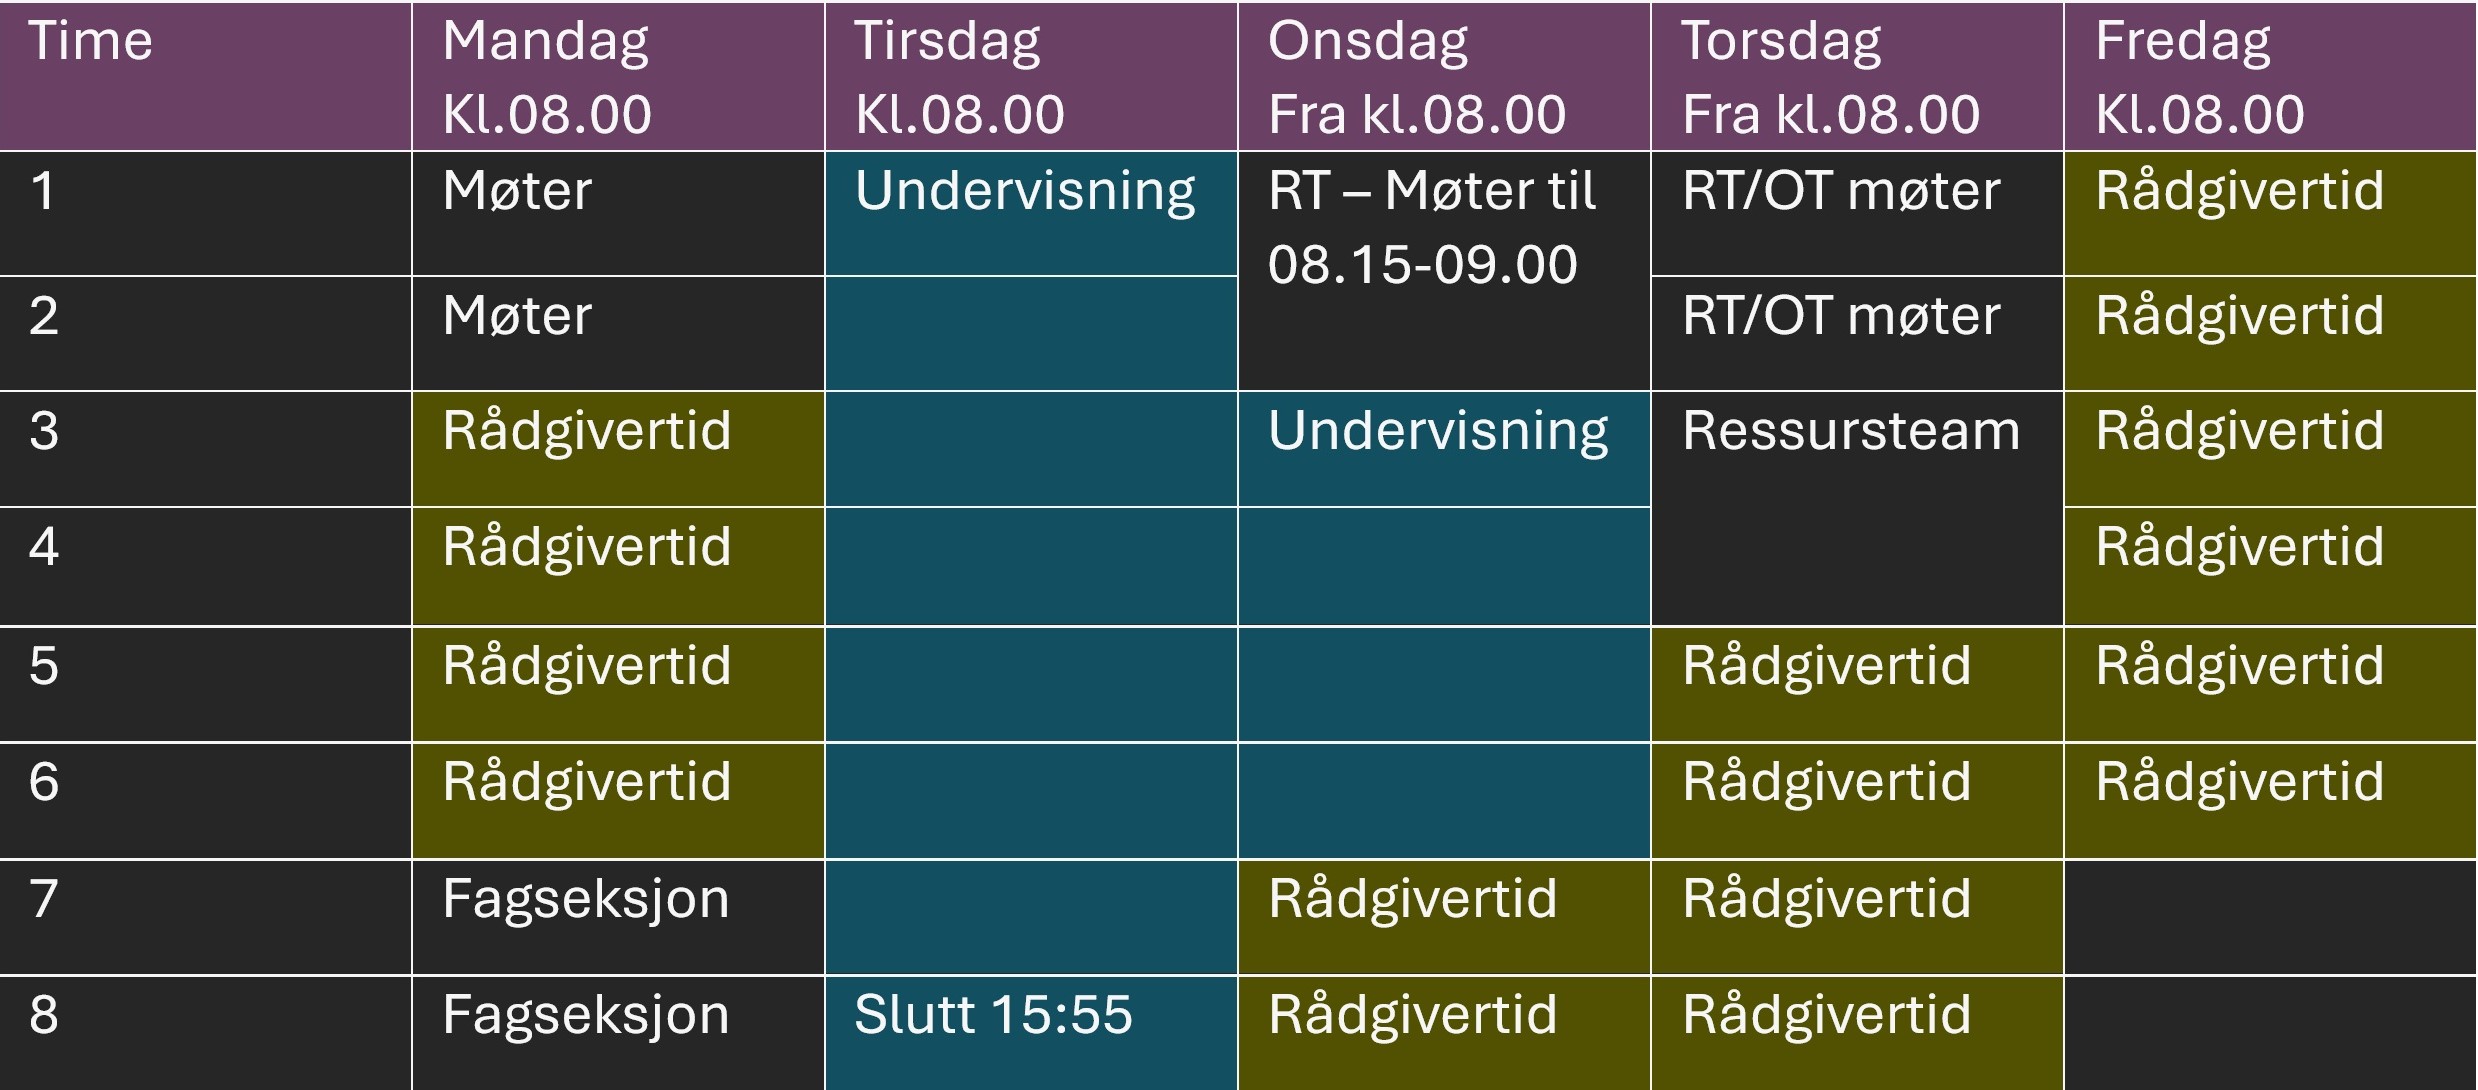 Time
Mandag
Kl.08.00
Tirsdag
Kl.08.00
Onsdag
Fra kl.08.00
Torsdag
Fra kl.08.00
Fredag
Kl.08.00
1
Møter
Undervisning
RT – Møter til
08.15-09.00
RT/OT møter
Rådgivertid
2
Møter
RT/OT møter
Rådgivertid
3
Rådgivertid
Undervisning
Ressursteam
Rådgivertid
4
Rådgivertid
Rådgivertid
5
Rådgivertid
Rådgivertid
Rådgivertid
6
Rådgivertid
Rådgivertid
Rådgivertid
7
Fagseksjon
Rådgivertid
Rådgivertid
8
Fagseksjon
Slutt 15:55
Rådgivertid
Rådgivertid